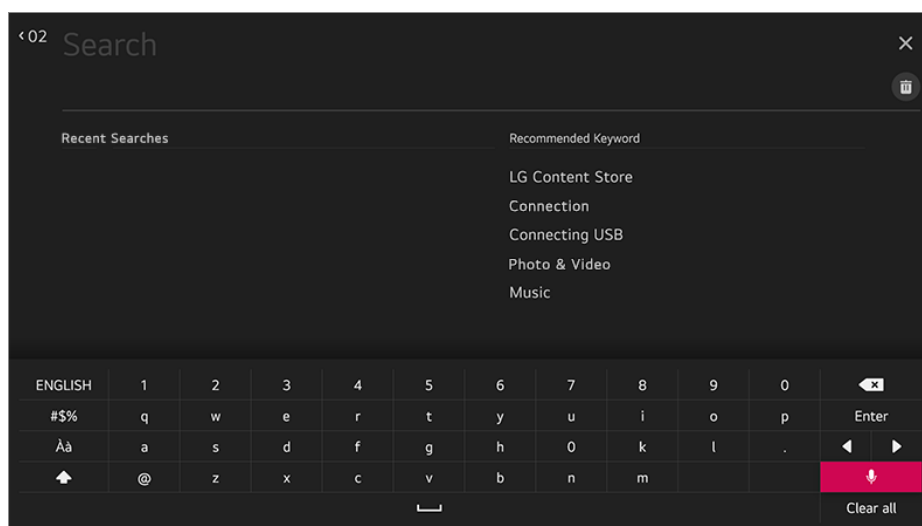 ‹ 02
Search
Recent Searches
Recommended Keyword
LG Content Store
Connection
Connecting USB
Photo & Video
Music
ENGLISH 1 2 3 4 5 6 7 8 9 0
#$% q w e r t y u i o p Enter
Àà a s d f g h 0 k l .
@ z x c v b n m
Clear all